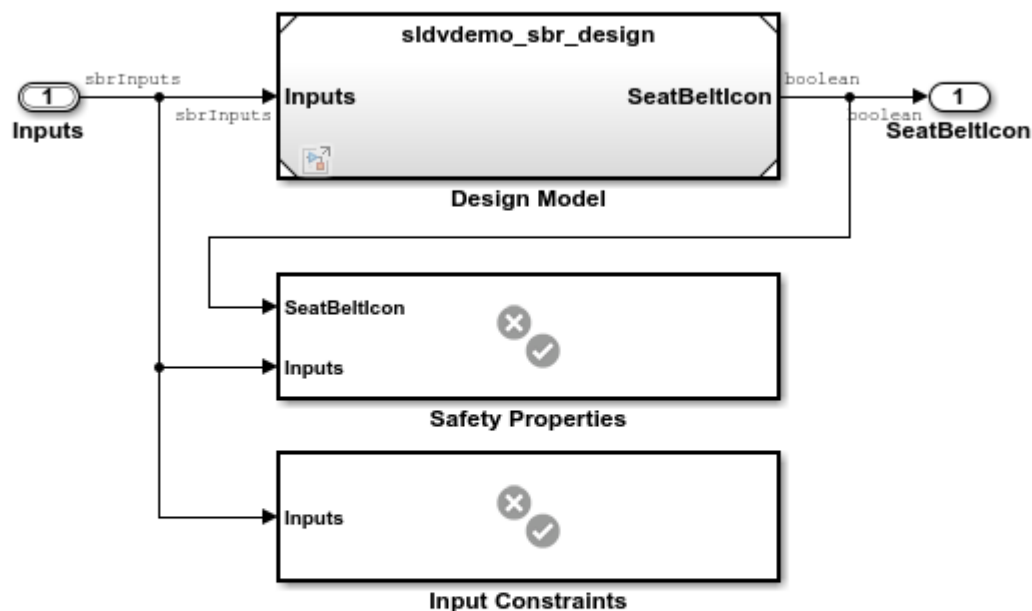 sldvdemo_sbr_design
sbrInputs
boolean
1
Inputs
SeatBeltIcon
1
sbrInputs
boolean
Inputs
SeatBeltIcon
Design Model
SeatBeltIcon
Inputs
Safety Properties
Inputs
Input Constraints